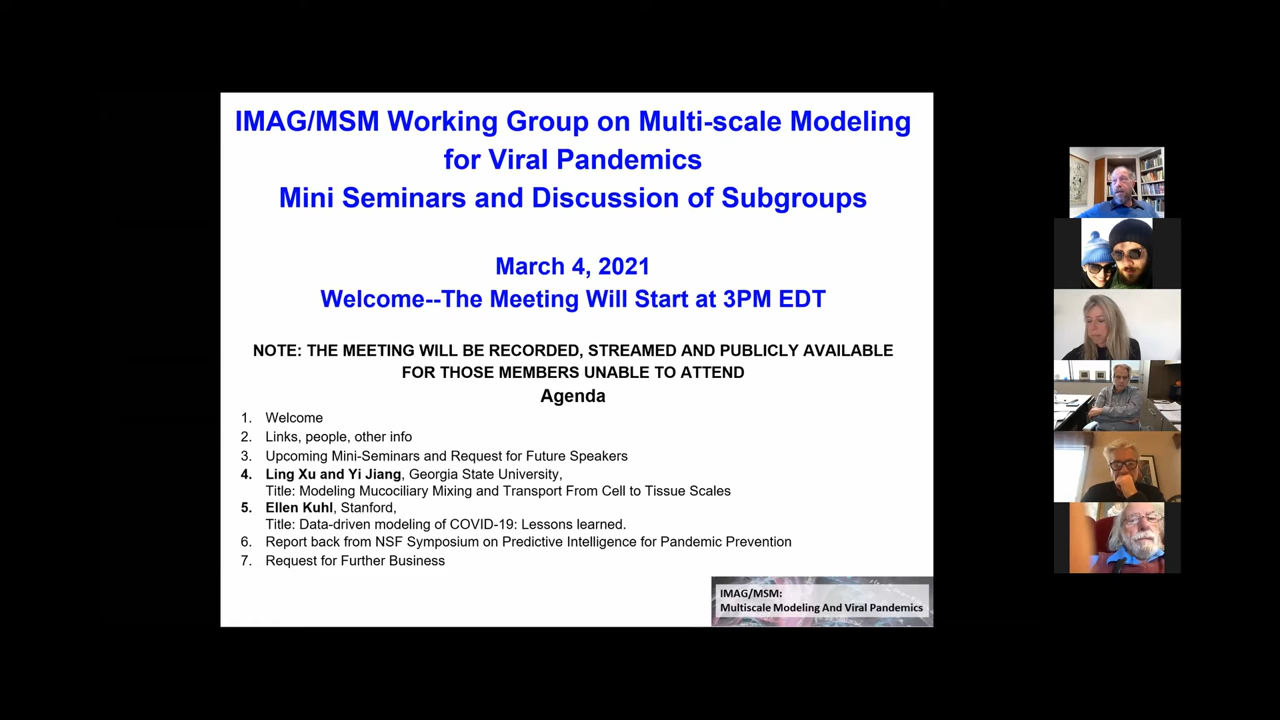 IMAG/MSM Working Group on Multi-scale Modeling
for Viral Pandemics
Mini Seminars and Discussion of Subgroups
March 4, 2021
Welcome--The Meeting Will Start at 3PM EDT
NOTE: THE MEETING WILL BE RECORDED, STREAMED AND PUBLICLY AVAILABLE
FOR THOSE MEMBERS UNABLE TO ATTEND
Agenda
1. Welcome
2. Links, people, other info
3. Upcoming Mini-Seminars and Request for Future Speakers
4. Ling Xu and Yi Jiang, Georgia State University,
Title: Modeling Mucociliary Mixing and Transport From Cell to Tissue Scales
5. Ellen Kuhl, Stanford,
Title: Data-driven modeling of COVID-19: Lessons learned.
6. Report back from NSF Symposium on Predictive Intelligence for Pandemic Prevention
7. Request for Further Business
IMAG/MSM:
Multiscale Modeling And Viral Pandemics